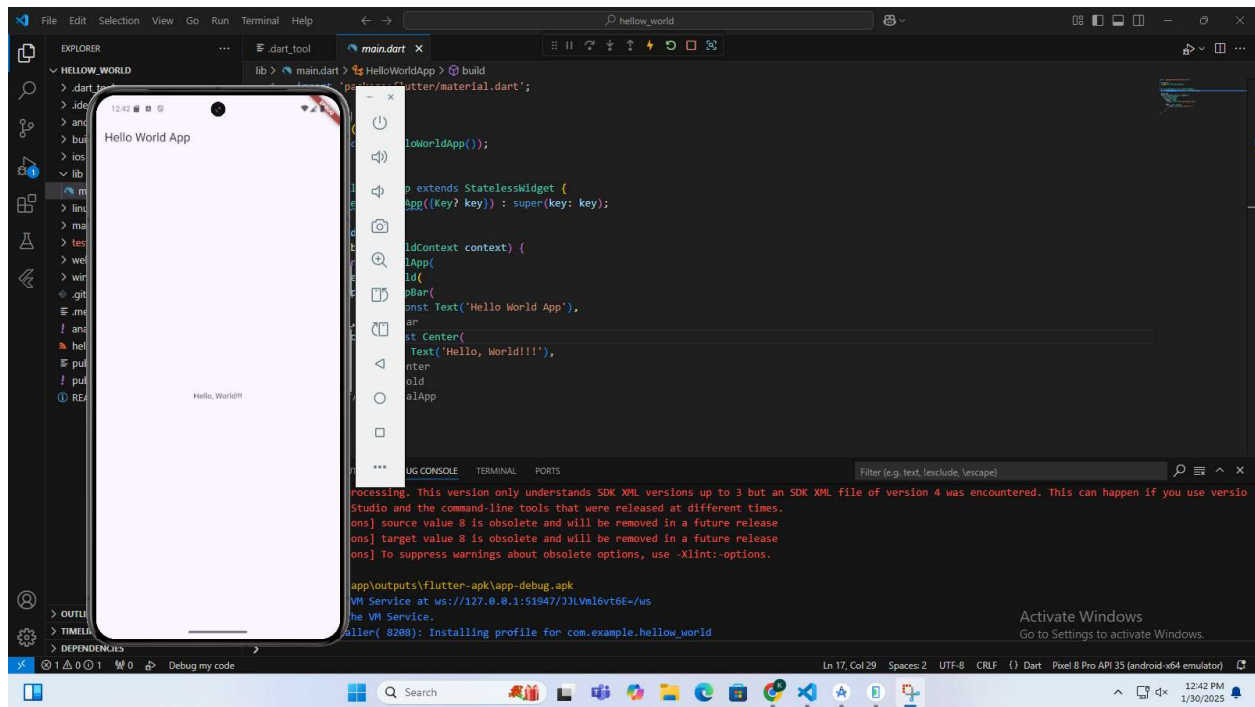 File Edit Selection View Go Run Terminal Help
hellow_world
EXPLORER
.dart_tool
main.dart
HELLOW_WORLD
lib > main.dart > HelloWorldApp > build
utter/material.dart';
12:42
Hello World App
loWorldApp());
lib
p extends StatelessWidget {
App({Key? key}) : super(key: key);
ldContext context) {
lApp(
ld(
pBar(
onst Text('Hello World App'),
ar
st Center(
Text('Hello, World!!!'),
nter
old
alApp
Hello, World!!!
UG CONSOLE TERMINAL PORTS
Filter (e.g. text, !exclude, \escape)
rocessing. This version only understands SDK XML versions up to 3 but an SDK XML file of version 4 was encountered. This can happen if you use versio
Studio and the command-line tools that were released at different times.
ons] source value 8 is obsolete and will be removed in a future release
ons] target value 8 is obsolete and will be removed in a future release
ons] To suppress warnings about obsolete options, use -Xlint:-options.
app\outputs\flutter-apk\app-debug.apk
VM Service at ws://127.0.0.1:51947/JJLVml6vt6E=/ws
he VM Service.
aller( 8208): Installing profile for com.example.hellow_world
OUTLI
TIMELI
DEPENDENCIES
Activate Windows
Go to Settings to activate Windows.
1 0 1 0 Debug my code
Ln 17, Col 29 Spaces: 2 UTF-8 CRLF {} Dart Pixel 8 Pro API 35 (android-x64 emulator)
Search
12:42 PM
1/30/2025